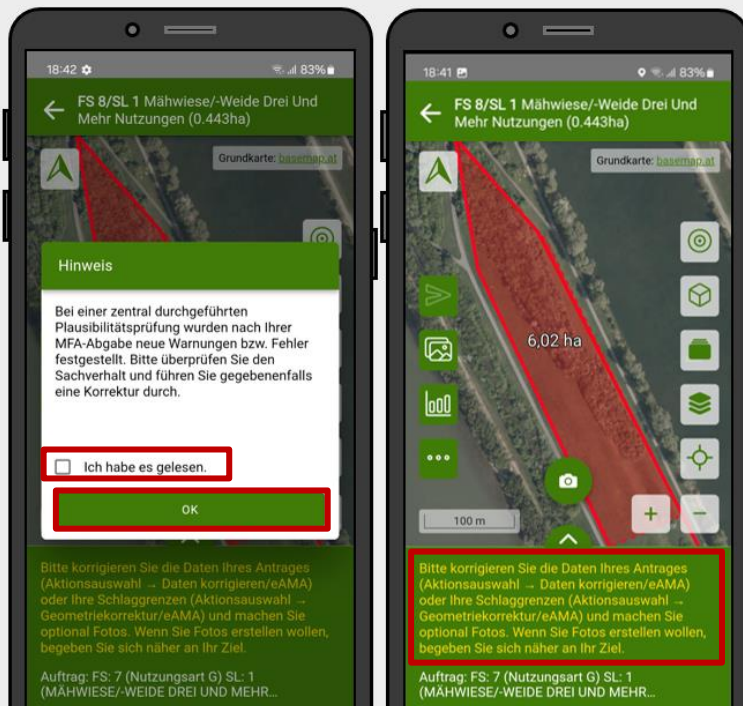 18:42
83%
FS 8/SL 1 Mähwiese/-Weide Drei Und
Mehr Nutzungen (0.443ha)
Grundkarte: basemap.at
Hinweis
Bei einer zentral durchgeführten
Plausibilitätsprüfung wurden nach Ihrer
MFA-Abgabe neue Warnungen bzw. Fehler
festgestellt. Bitte überprüfen Sie den
Sachverhalt und führen Sie gegebenenfalls
eine Korrektur durch.
Ich habe es gelesen.
OK
Bitte korrigieren Sie die Daten Ihres Antrages
(Aktionsauswahl → Daten korrigieren/eAMA)
oder Ihre Schlaggrenzen (Aktionsauswahl →
Geometriekorrektur/eAMA) und machen Sie
optional Fotos. Wenn Sie Fotos erstellen wollen,
begeben Sie sich näher an Ihr Ziel.
Auftrag: FS: 7 (Nutzungsart G) SL: 1
(MÄHWIESE/-WEIDE DREI UND MEHR...
18:41
83%
FS 8/SL 1 Mähwiese/-Weide Drei Und
Mehr Nutzungen (0.443ha)
Grundkarte: basemap.at
6,02 ha
100 m
Bitte korrigieren Sie die Daten Ihres Antrages
(Aktionsauswahl → Daten korrigieren/eAMA)
oder Ihre Schlaggrenzen (Aktionsauswahl →
Geometriekorrektur/eAMA) und machen Sie
optional Fotos. Wenn Sie Fotos erstellen wollen,
begeben Sie sich näher an Ihr Ziel.
Auftrag: FS: 7 (Nutzungsart G) SL: 1
(MÄHWIESE/-WEIDE DREI UND MEHR...